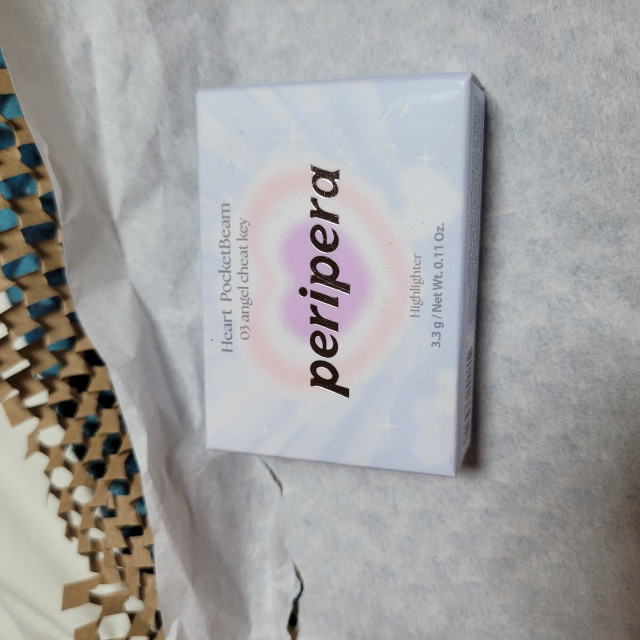 Heart PocketBeam
03 angel cheat key
peripera
Highlighter
3.3 g / Net Wt. 0.11 Oz.